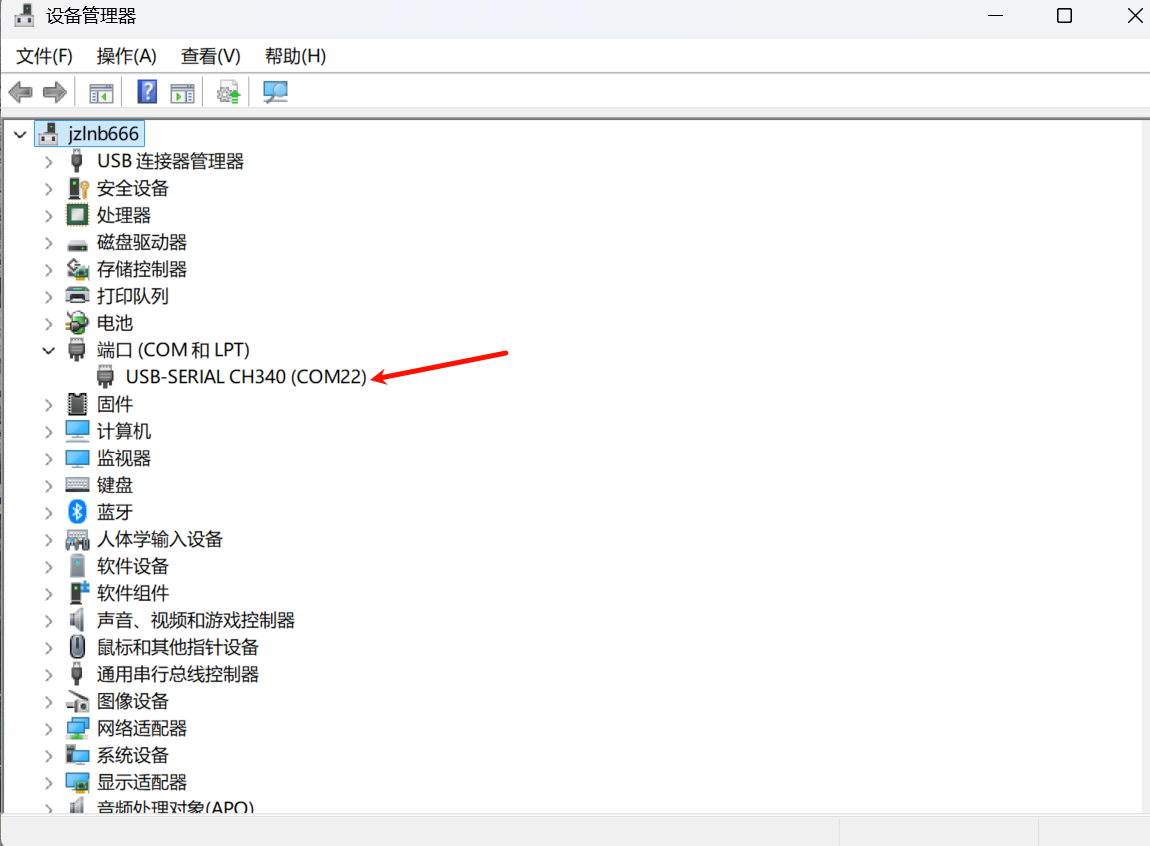 设备管理器
文件(F) 操作(A) 查看(V) 帮助(H)
jzlnb666
USB 连接器管理器
安全设备
处理器
磁盘驱动器
存储控制器
打印队列
电池
端口 (COM 和 LPT)
USB-SERIAL CH340 (COM22)
固件
计算机
监视器
键盘
蓝牙
人体学输入设备
软件设备
软件组件
声音、视频和游戏控制器
鼠标和其他指针设备
通用串行总线控制器
图像设备
网络适配器
系统设备
显示适配器
音频处理对象(APO)